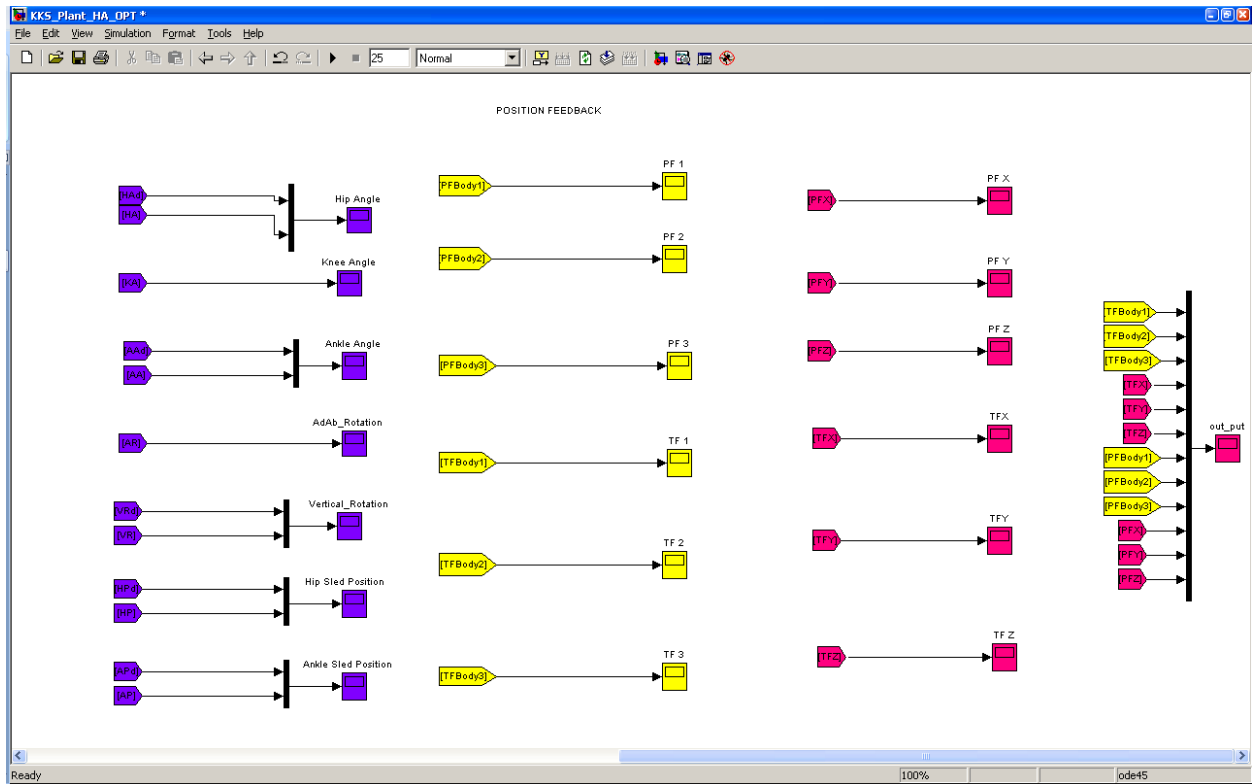 KKS_Plant_HA_OPT *
File Edit View Simulation Format Tools Help
25 Normal
POSITION FEEDBACK
[HAd]
[HA]
Hip Angle
[KA]
Knee Angle
[AAd]
[AA]
Ankle Angle
[AR]
AdAb_Rotation
[VRd]
[VR]
Vertical_Rotation
[HPd]
[HP]
Hip Sled Position
[APd]
[AP]
Ankle Sled Position
[PFBody1]
PF 1
[PFBody2]
PF 2
[PFBody3]
PF 3
[TFBody1]
TF 1
[TFBody2]
TF 2
[TFBody3]
TF 3
[PFX]
PF X
[PFY]
PF Y
[PFZ]
PF Z
[TFX]
TFX
[TFY]
TFY
[TFZ]
TF Z
[TFBody1]
[TFBody2]
[TFBody3]
[TFX]
[TFY]
[TFZ]
[PFBody1]
[PFBody2]
[PFBody3]
[PFX]
[PFY]
[PFZ]
out_put
Ready 100% ode45